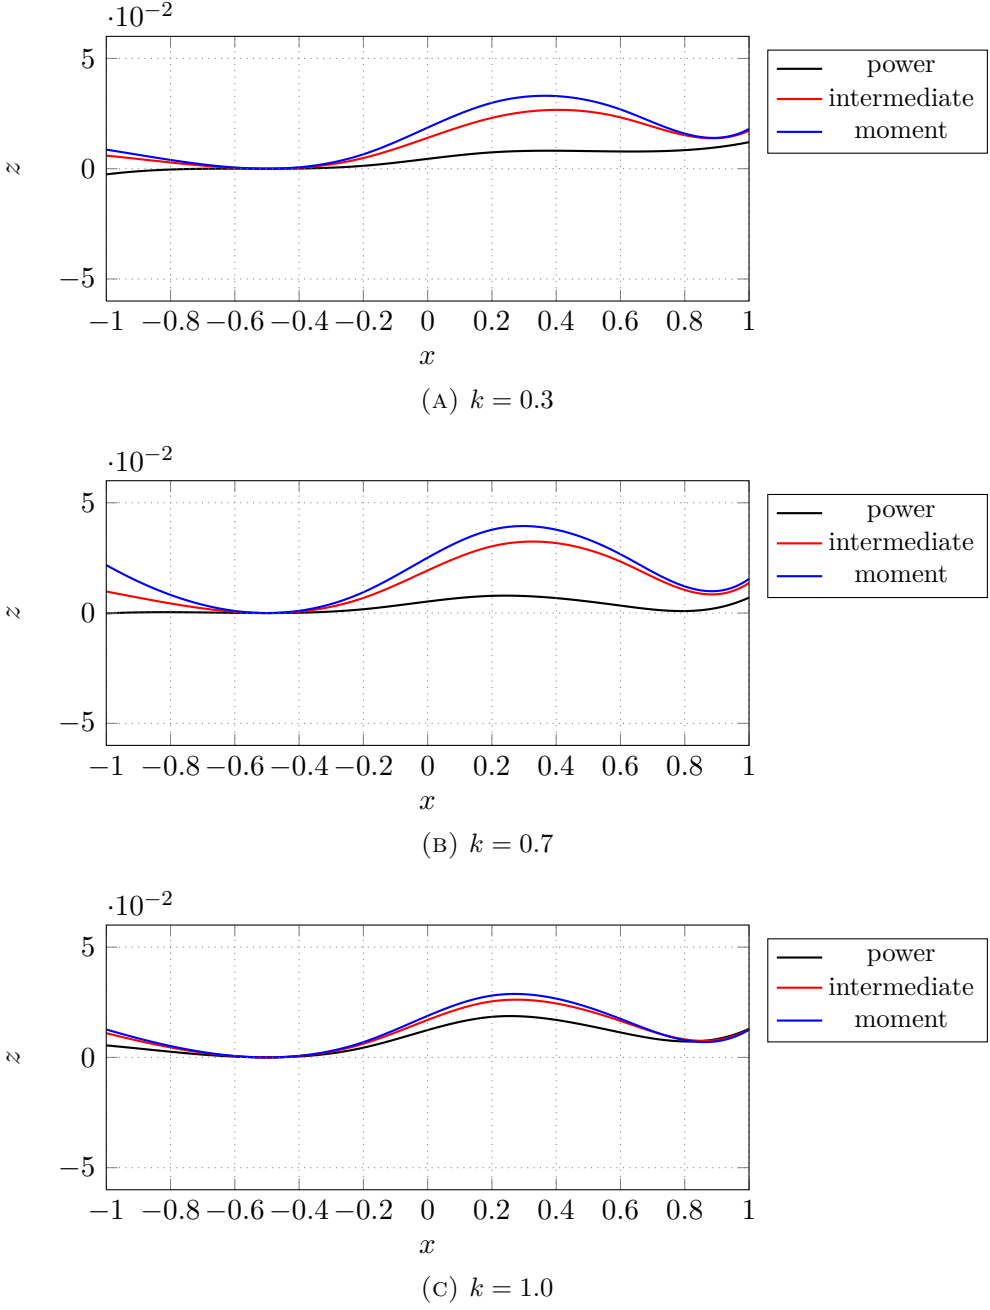 ·10⁻²
5
0
−5
z
−1 −0.8 −0.6 −0.4 −0.2 0 0.2 0.4 0.6 0.8 1
x
power
intermediate
moment
(A) k = 0.3
·10⁻²
5
0
−5
z
−1 −0.8 −0.6 −0.4 −0.2 0 0.2 0.4 0.6 0.8 1
x
power
intermediate
moment
(B) k = 0.7
·10⁻²
5
0
−5
z
−1 −0.8 −0.6 −0.4 −0.2 0 0.2 0.4 0.6 0.8 1
x
power
intermediate
moment
(C) k = 1.0